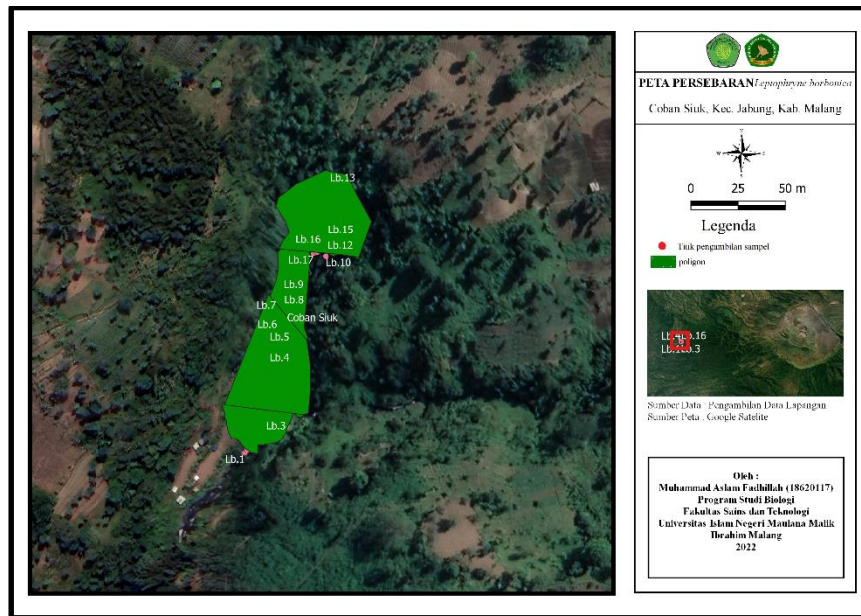 Lb.13
Lb.15
Lb.16
Lb.12
Lb.17
Lb.10
Lb.9
Lb.8
Lb.7
Coban Siuk
Lb.6
Lb.5
Lb.4
Lb.3
Lb.1
PETA PERSEBARAN Leptophryne borbonica
Coban Siuk, Kec. Jabung, Kab. Malang
0 25 50 m
Legenda
Titik pengambilan sampel
poligon
Lb.16
Lb.3
Sumber Data : Pengambilan Data Lapangan
Sumber Peta : Google Satelite
Oleh :
Muhammad Aslam Fadhillah (18620117)
Program Studi Biologi
Fakultas Sains dan Teknologi
Universitas Islam Negeri Maulana Malik
Ibrahim Malang
2022